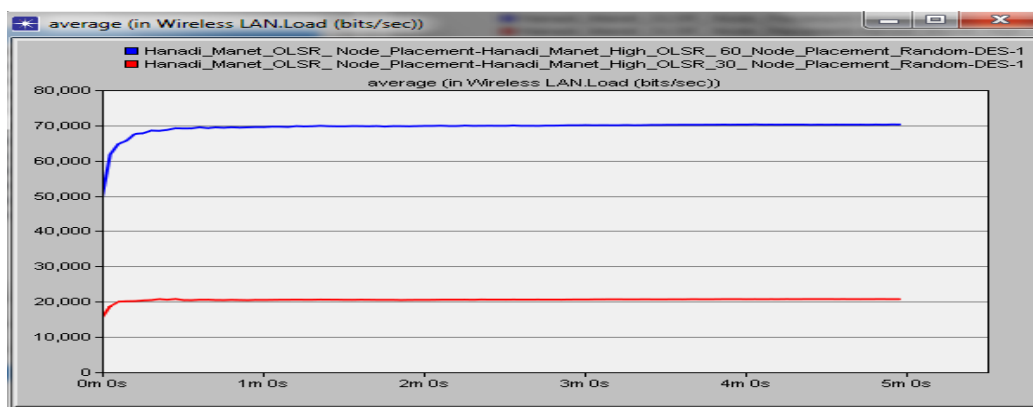 average (in Wireless LAN.Load (bits/sec))
Hanadi_Manet_OLSR_ Node_Placement-Hanadi_Manet_High_OLSR_ 60_Node_Placement_Random-DES-1
Hanadi_Manet_OLSR_ Node_Placement-Hanadi_Manet_High_OLSR_30_ Node_Placement_Random-DES-1
average (in Wireless LAN.Load (bits/sec))
80,000
70,000
60,000
50,000
40,000
30,000
20,000
10,000
0
0m 0s 1m 0s 2m 0s 3m 0s 4m 0s 5m 0s